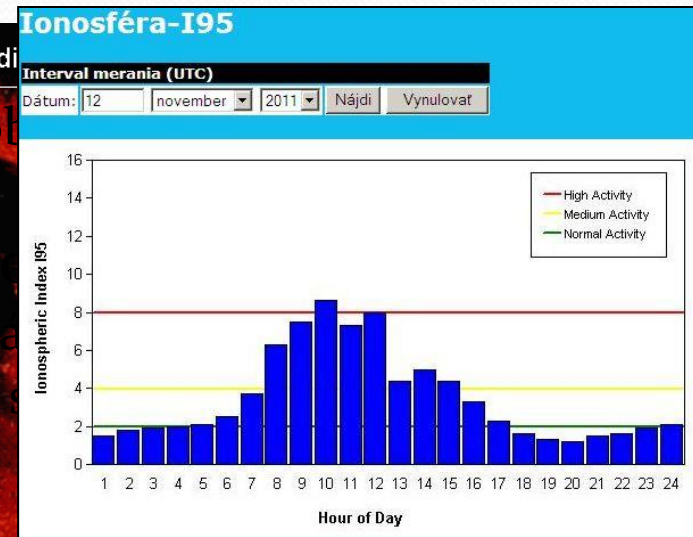 Ionosféra-I95
Interval merania (UTC)
Dátum: 12 november 2011 Nájdi Vynulovať
16
14
12
10
8
6
4
2
0
Ionospheric Index I95
High Activity
Medium Activity
Normal Activity
1 2 3 4 5 6 7 8 9 10 11 12 13 14 15 16 17 18 19 20 21 22 23 24
Hour of Day